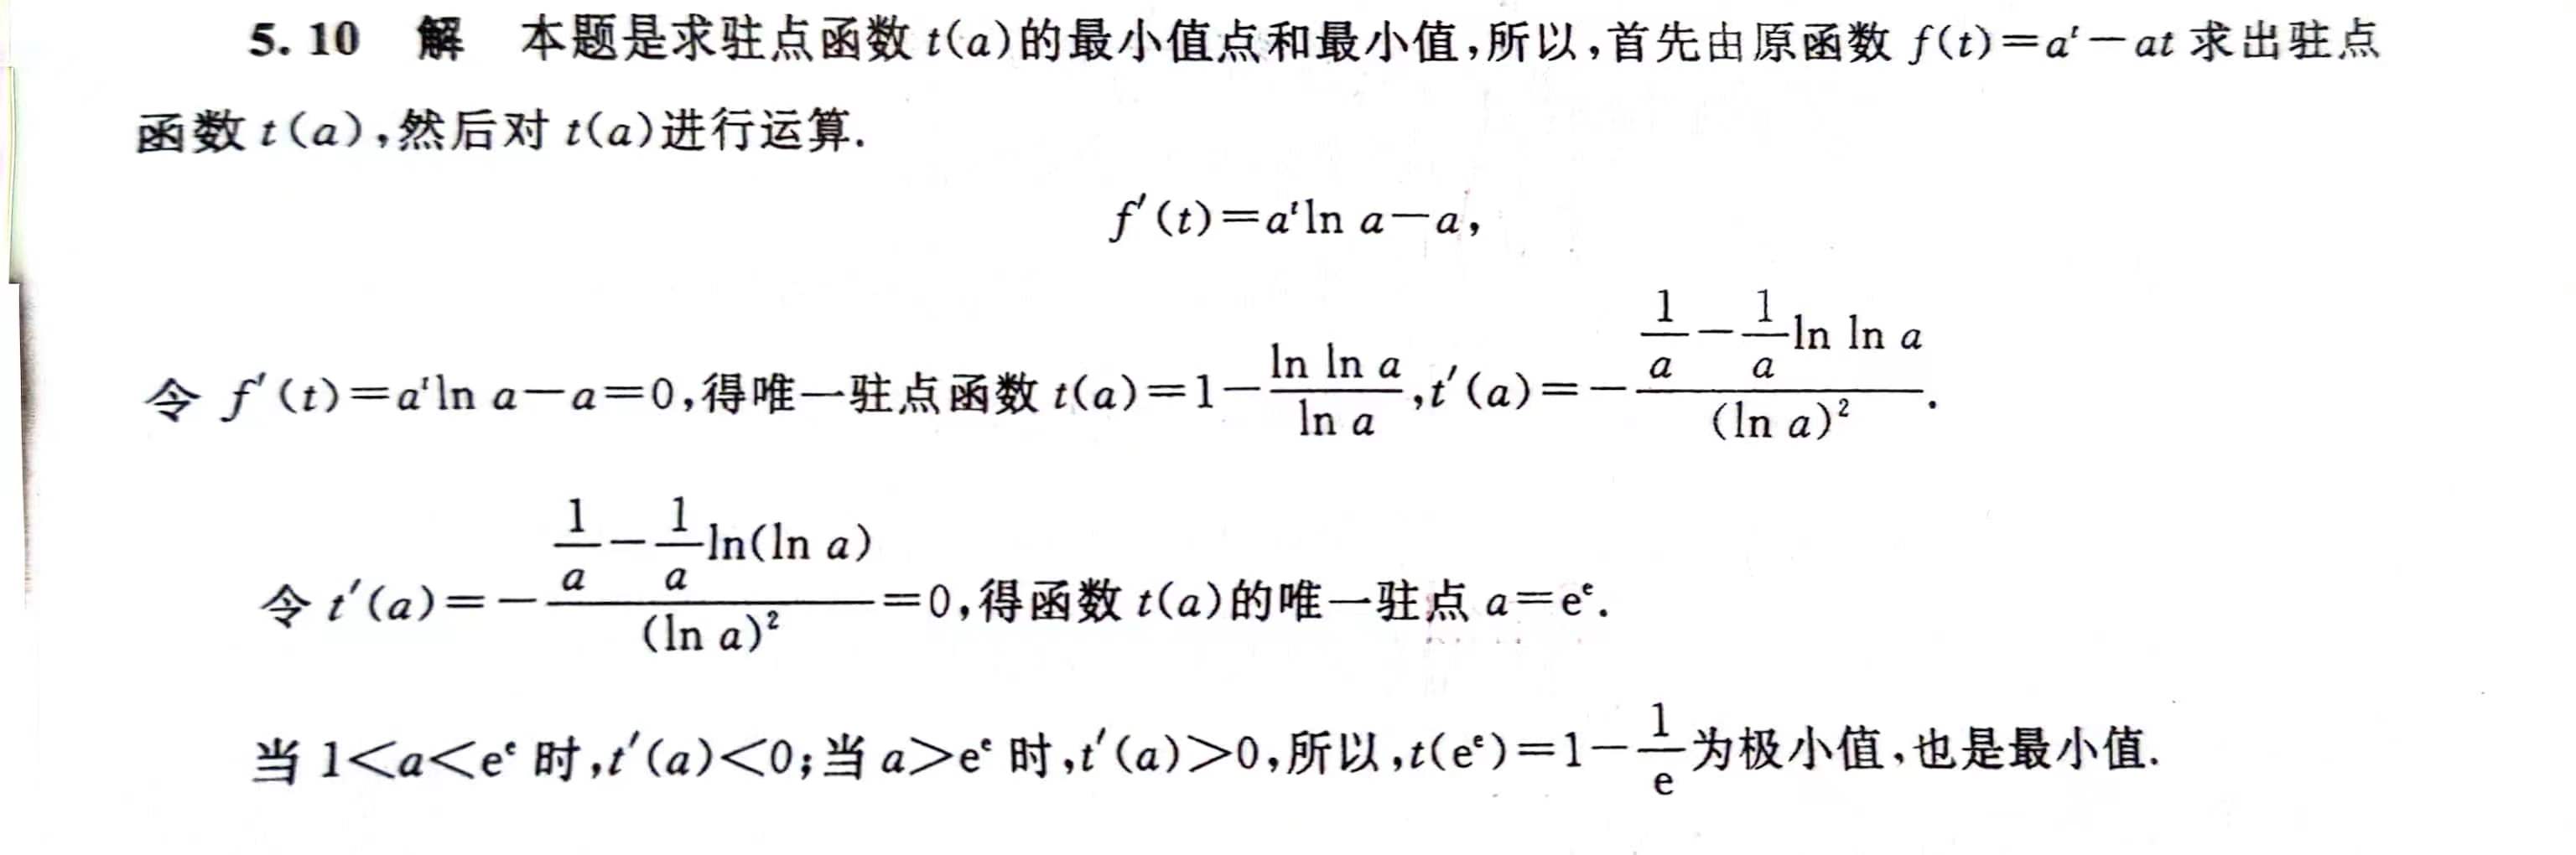 5.10 解 本题是求驻点函数 t(a)的最小值点和最小值,所以,首先由原函数 f(t)=a^t-at 求出驻点
函数 t(a),然后对 t(a)进行运算.
f'(t)=a^t ln a-a,
令 f'(t)=a^t ln a-a=0,得唯一驻点函数 t(a)=1-\frac{ln ln a}{ln a},t'(a)=-\frac{\frac{1}{a}-\frac{1}{a}ln ln a}{(ln a)^2}.
令 t'(a)=-\frac{\frac{1}{a}-\frac{1}{a}ln(ln a)}{(ln a)^2}=0,得函数 t(a)的唯一驻点 a=e^e.
当 1<a<e^e 时,t'(a)<0;当 a>e^e 时,t'(a)>0,所以,t(e^e)=1-\frac{1}{e}为极小值,也是最小值.